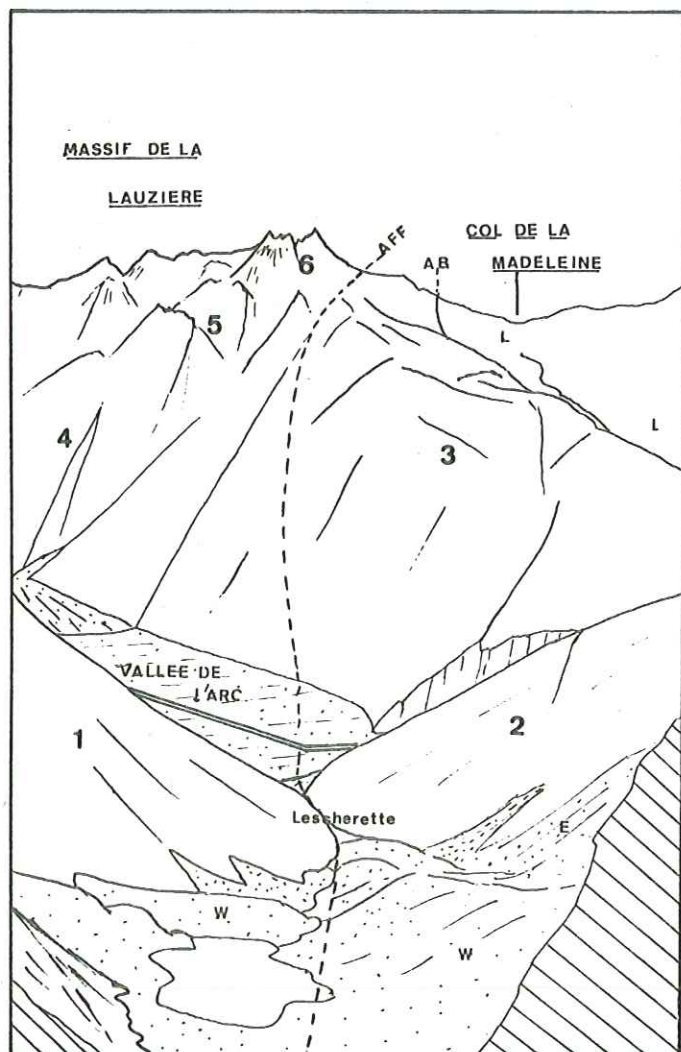 MASSIF DE LA
LAUZIERE
COL DE LA
MADELEINE
AFF
AB
6
5
L
L
4
3
VALLEE DE
l'ARC
1
2
Lescherette
E
W
W